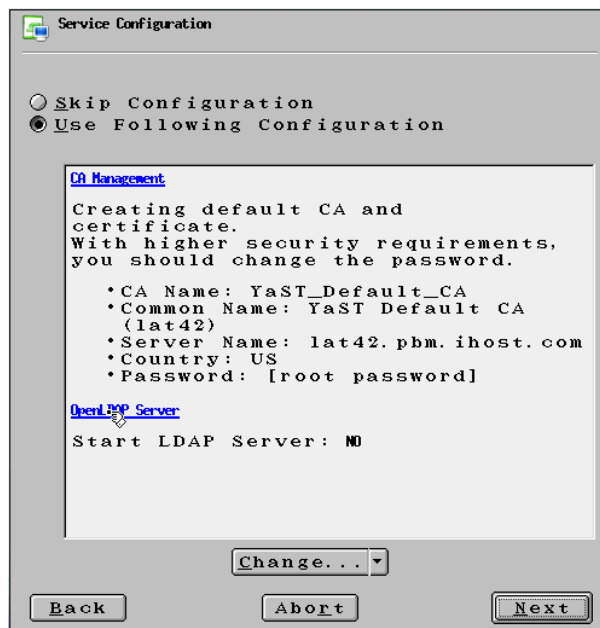 Service Configuration
Skip Configuration
Use Following Configuration
CA Management
Creating default CA and
certificate.
With higher security requirements,
you should change the password.
•CA Name: YaST_Default_CA
•Common Name: YaST Default CA
(lat42)
•Server Name: lat42.pbm.ihost.com
•Country: US
•Password: [root password]
OpenLDAP Server
Start LDAP Server: NO
Change...
Back
Abort
Next